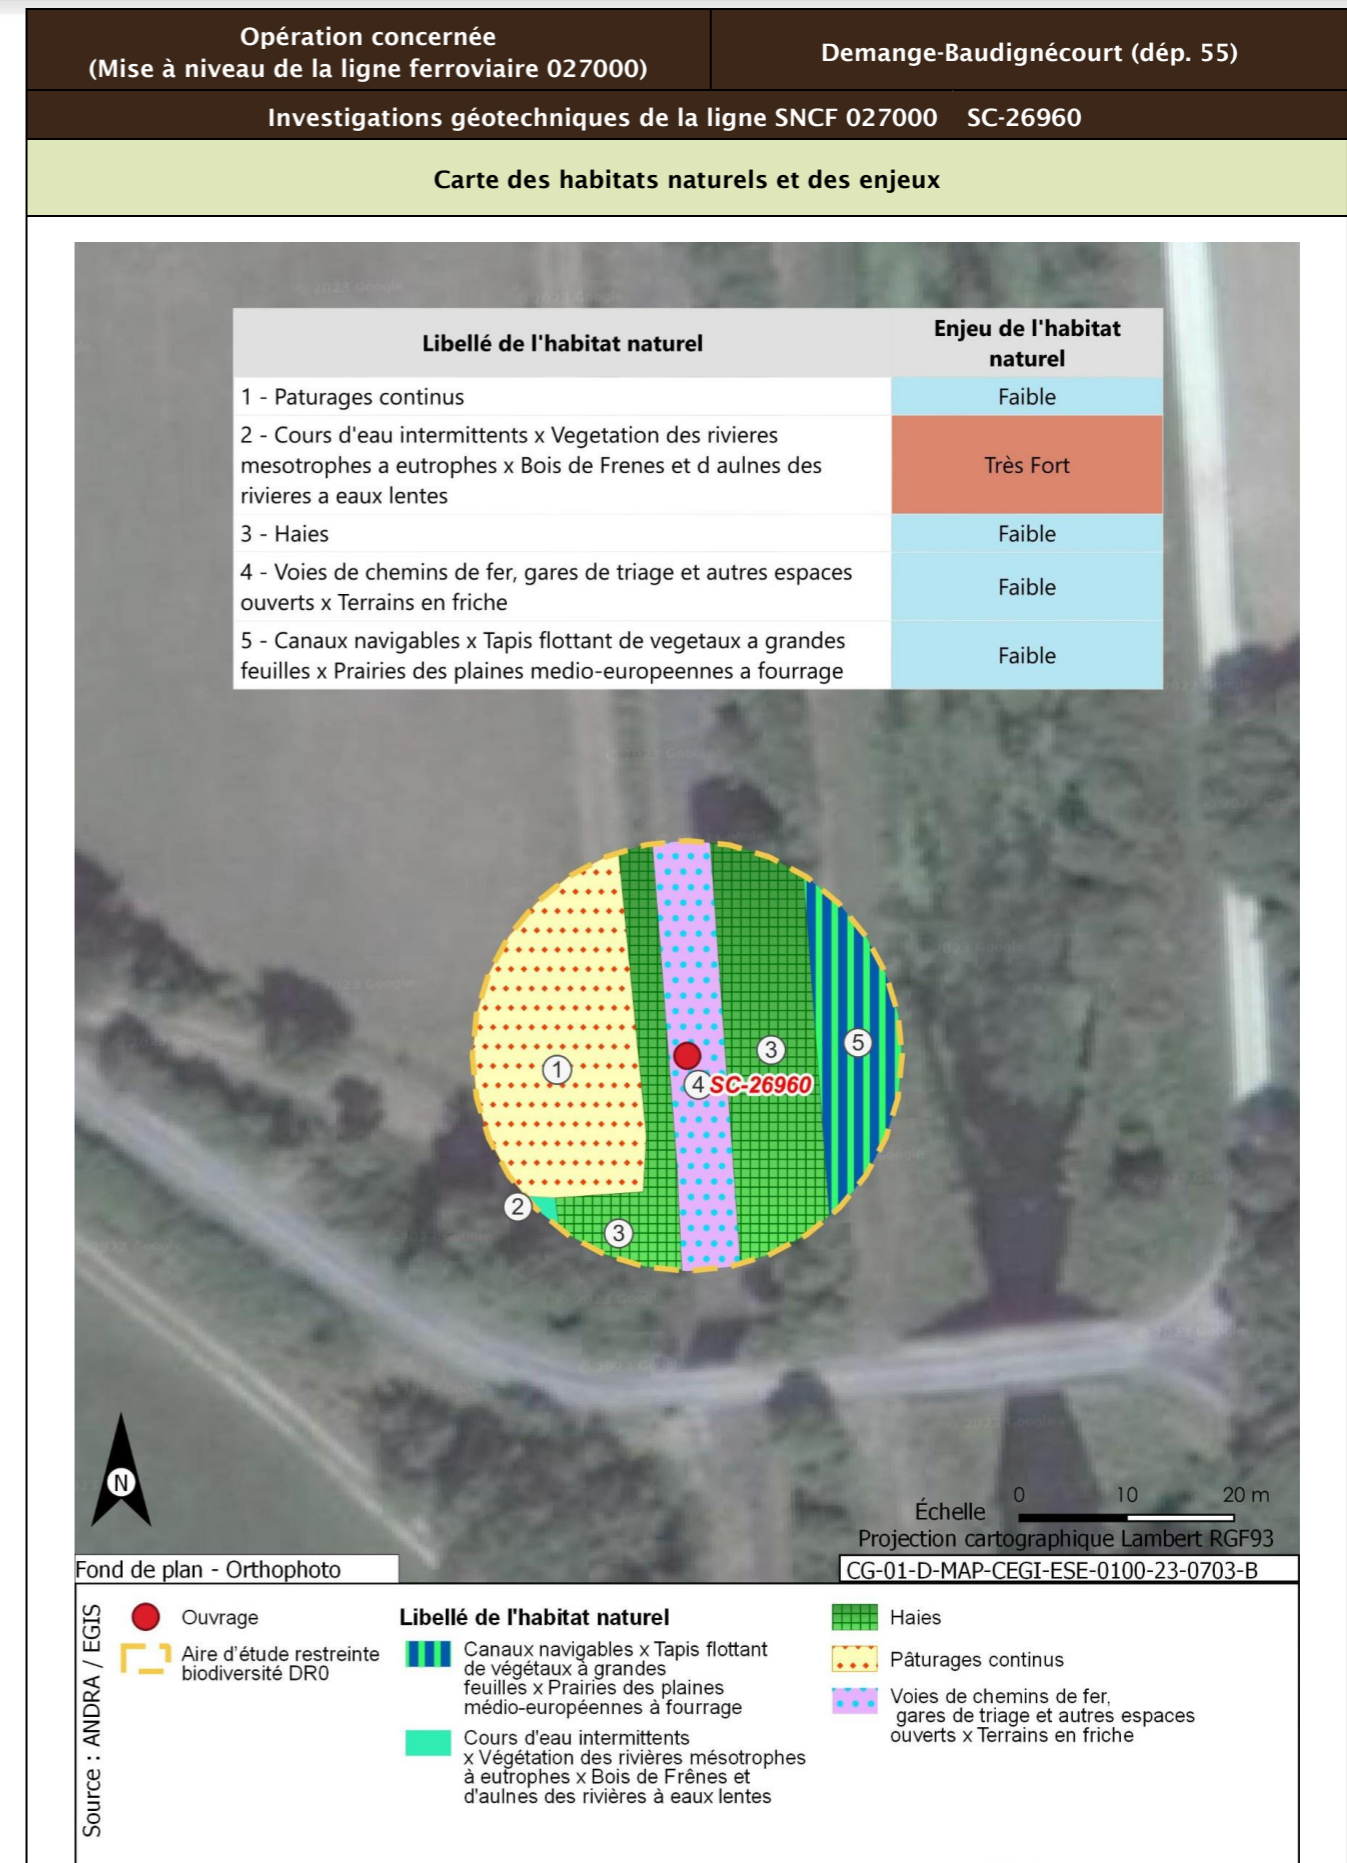 Opération concernée
(Mise à niveau de la ligne ferroviaire 027000)
Demange-Baudignécourt (dép. 55)
Investigations géotechniques de la ligne SNCF 027000 SC-26960
Carte des habitats naturels et des enjeux
© 2023 Google
Libellé de l'habitat naturel
Enjeu de l'habitat
naturel
1 - Paturages continus
Faible
2 - Cours d'eau intermittents x Vegetation des rivieres
mesotrophes a eutrophes x Bois de Frenes et d aulnes des
rivieres a eaux lentes
Très Fort
3 - Haies
Faible
4 - Voies de chemins de fer, gares de triage et autres espaces
ouverts x Terrains en friche
Faible
5 - Canaux navigables x Tapis flottant de vegetaux a grandes
feuilles x Prairies des plaines medio-europeennes a fourrage
Faible
1
3
5
4 SC-26960
2
3
N
0 10 20 m
Échelle
Projection cartographique Lambert RGF93
Fond de plan - Orthophoto
CG-01-D-MAP-CEGI-ESE-0100-23-0703-B
Source : ANDRA / EGIS
Ouvrage
Aire d'étude restreinte
biodiversité DR0
Libellé de l'habitat naturel
Canaux navigables x Tapis flottant
de végétaux à grandes
feuilles x Prairies des plaines
médio-européennes à fourrage
Cours d'eau intermittents
x Végétation des rivières mésotrophes
à eutrophes x Bois de Frênes et
d'aulnes des rivières à eaux lentes
Haies
Pâturages continus
Voies de chemins de fer,
gares de triage et autres espaces
ouverts x Terrains en friche